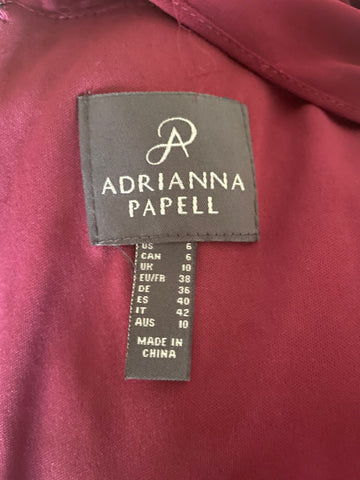 ADRIANNA
PAPELL
US 6
CAN 6
UK 10
EU/FR 38
DE 36
ES 40
IT 42
AUS 10
MADE IN
CHINA